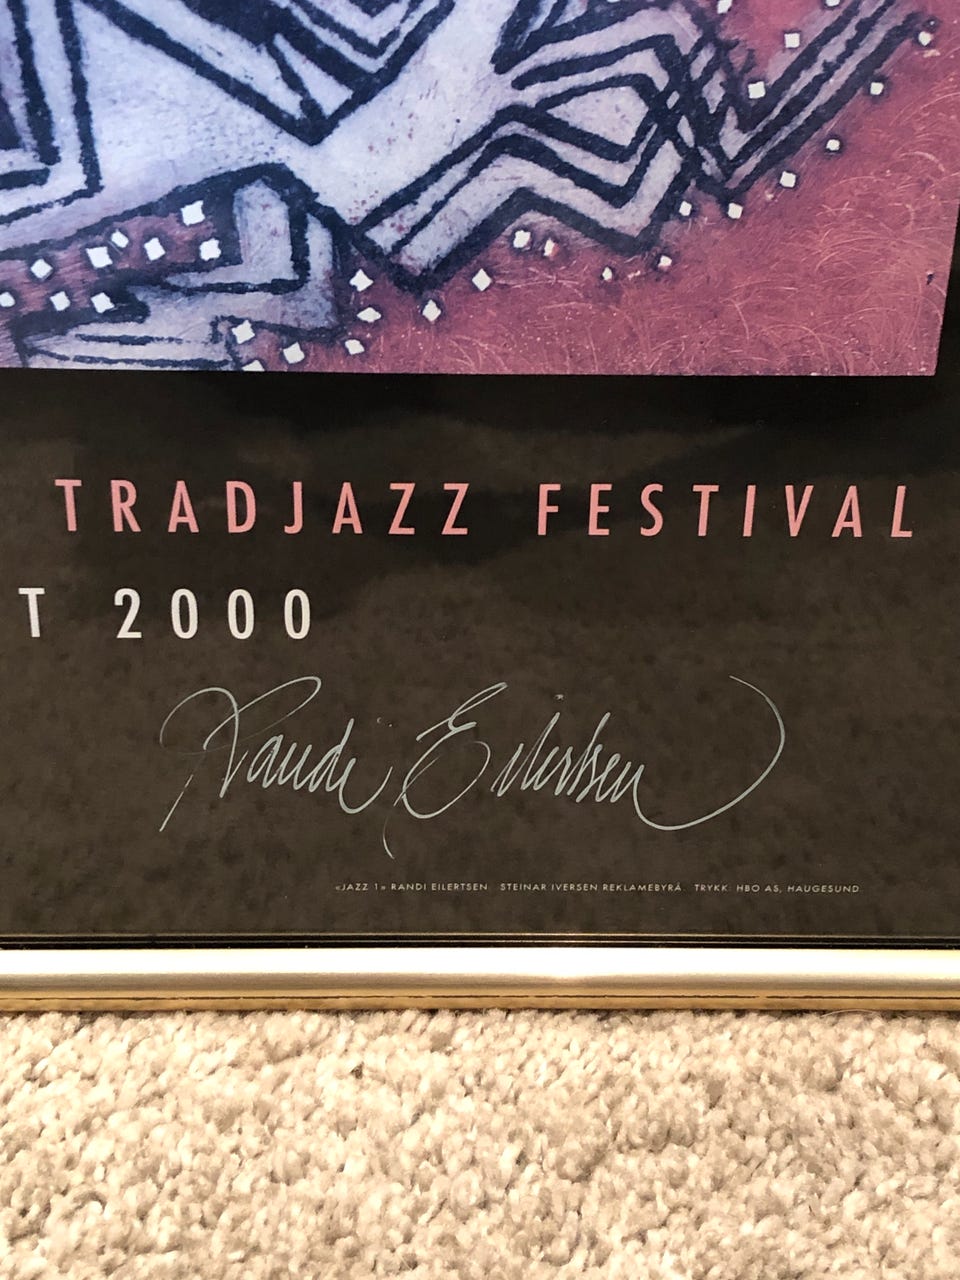 TRADJAZZ FESTIVAL
T 2000
Randi Eilertsen
«JAZZ 1» RANDI EILERTSEN STEINAR IVERSEN REKLAMEBYRÅ. TRYKK: HBO AS, HAUGESUND